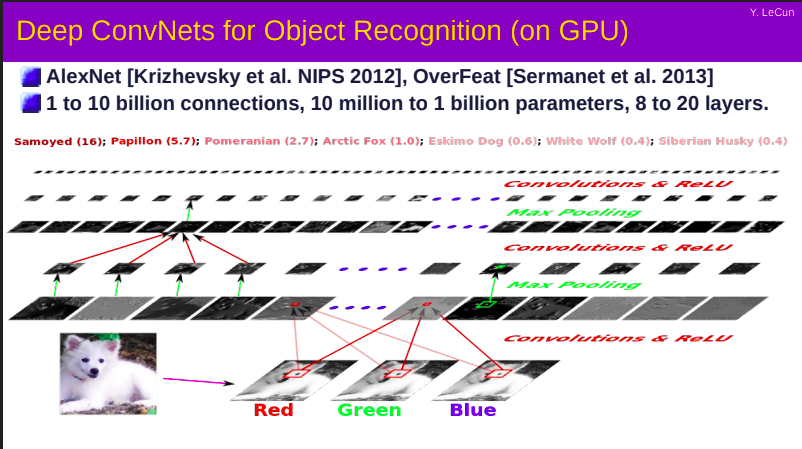 Y. LeCun
Deep ConvNets for Object Recognition (on GPU)
AlexNet [Krizhevsky et al. NIPS 2012], OverFeat [Sermanet et al. 2013]
1 to 10 billion connections, 10 million to 1 billion parameters, 8 to 20 layers.
Samoyed (16); Papillon (5.7); Pomeranian (2.7); Arctic Fox (1.0); Eskimo Dog (0.6); White Wolf (0.4); Siberian Husky (0.4)
Convolutions & ReLU
Max Pooling
Convolutions & ReLU
Max Pooling
Convolutions & ReLU
Red Green Blue